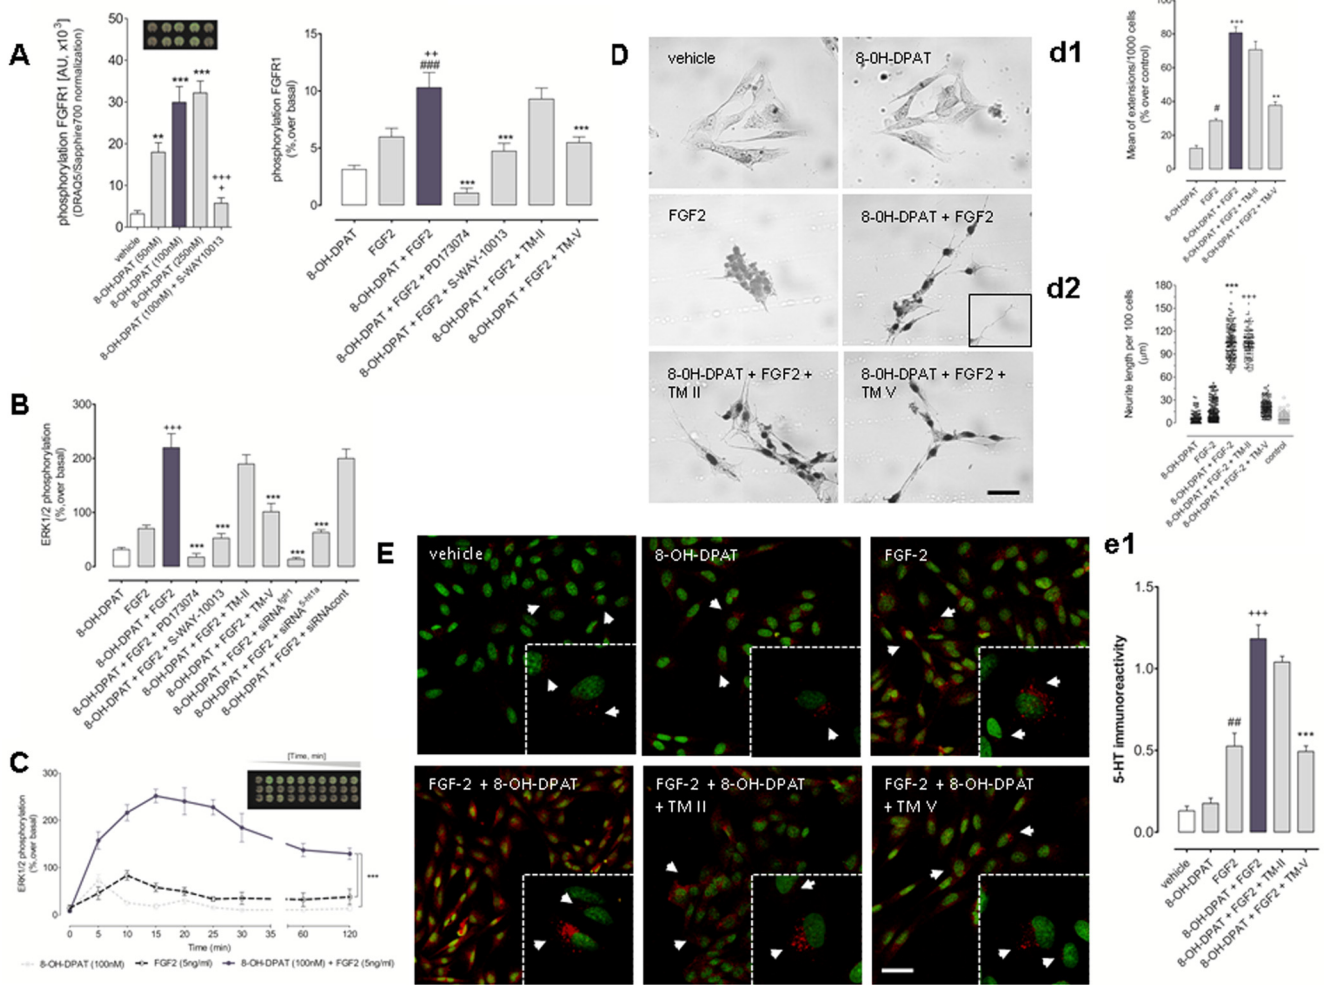 A
phosphorylation FGFR1 [AU, x10³]
(DRAQ5/Sapphire700 normalization)
50
40
30
20
10
0
**
***
***
+++
+
vehicle
8-OH-DPAT (50nM)
8-OH-DPAT (100nM)
8-OH-DPAT (250nM)
8-OH-DPAT (100nM) + S-WAY10013
phosphorylation FGFR1
(%,over basal)
15
10
5
0
++
###
***
***
***
8-OH-DPAT
FGF2
8-OH-DPAT + FGF2
8-OH-DPAT + FGF2 + PD173074
8-OH-DPAT + FGF2 + S-WAY-10013
8-OH-DPAT + FGF2 + TM-II
8-OH-DPAT + FGF2 + TM-V
B
ERK1/2 phosphorylation
(%,over basal)
300
200
100
0
+++
***
***
***
***
***
8-OH-DPAT
FGF2
8-OH-DPAT + FGF2
8-OH-DPAT + FGF2 + PD173074
8-OH-DPAT + FGF2 + S-WAY-10013
8-OH-DPAT + FGF2 + TM-II
8-OH-DPAT + FGF2 + TM-V
8-OH-DPAT + FGF2 + siRNA fgfr1
8-OH-DPAT + FGF2 + siRNA 5-ht1a
8-OH-DPAT + FGF2 + siRNAcont
C
[Time, min]
ERK1/2 phosphorylation
(%,over basal)
300
200
100
0
***
0 5 10 15 20 25 30 35 60 120
Time (min)
8-OH-DPAT (100nM)
FGF2 (5ng/ml)
8-OH-DPAT (100nM) + FGF2 (5ng/ml)
D
vehicle
8-0H-DPAT
FGF2
8-0H-DPAT + FGF2
8-0H-DPAT + FGF2 +
TM II
8-0H-DPAT + FGF2 +
TM V
d1
Mean of extensions/1000 cells
(% over control)
100
80
60
40
20
0
#
+++
**
8-OH-DPAT
FGF2
8-OH-DPAT + FGF2
8-OH-DPAT + FGF2 + TM-II
8-OH-DPAT + FGF2 + TM-V
d2
Neurite length per 100 cells
(μm)
180
150
120
90
60
30
0
***
+++
8-OH-DPAT
FGF-2
8-OH-DPAT + FGF-2
8-OH-DPAT + FGF-2 + TM-II
8-OH-DPAT + FGF-2 + TM-V
control
E
vehicle
8-OH-DPAT
FGF-2
FGF-2 + 8-OH-DPAT
FGF-2 + 8-OH-DPAT
+ TM II
FGF-2 + 8-OH-DPAT
+ TM V
e1
5-HT immunoreactivity
1.5
1.0
0.5
0.0
##
+++
***
vehicle
8-OH-DPAT
FGF2
8-OH-DPAT + FGF2
8-OH-DPAT + FGF2 + TM-II
8-OH-DPAT + FGF2 + TM-V